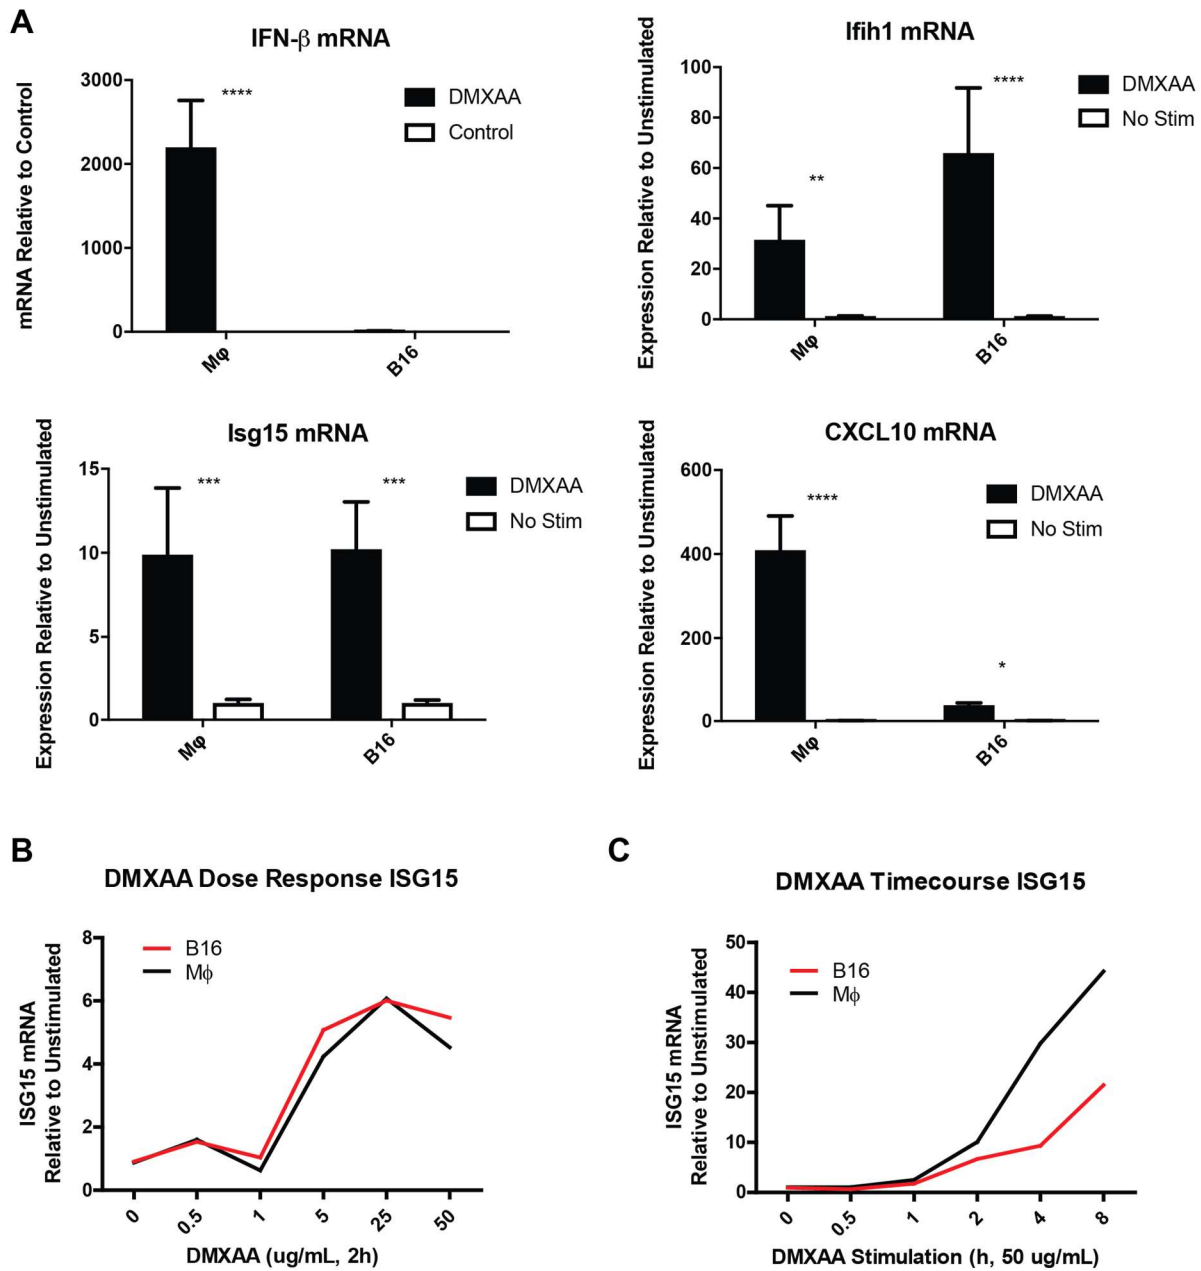 A
IFN-β mRNA
mRNA Relative to Control
3000
2000
1000
0
****
DMXAA
Control
Mφ
B16
Ifih1 mRNA
Expression Relative to Unstimulated
100
80
60
40
20
0
**
****
DMXAA
No Stim
Mφ
B16
Isg15 mRNA
Expression Relative to Unstimulated
15
10
5
0
***
***
DMXAA
No Stim
Mφ
B16
CXCL10 mRNA
Expression Relative to Unstimulated
600
400
200
0
****
*
DMXAA
No Stim
Mφ
B16
B
DMXAA Dose Response ISG15
ISG15 mRNA
Relative to Unstimulated
8
6
4
2
0
B16
Mϕ
0
0.5
1
5
25
50
DMXAA (ug/mL, 2h)
C
DMXAA Timecourse ISG15
ISG15 mRNA
Relative to Unstimulated
50
40
30
20
10
0
B16
Mϕ
0
0.5
1
2
4
8
DMXAA Stimulation (h, 50 ug/mL)